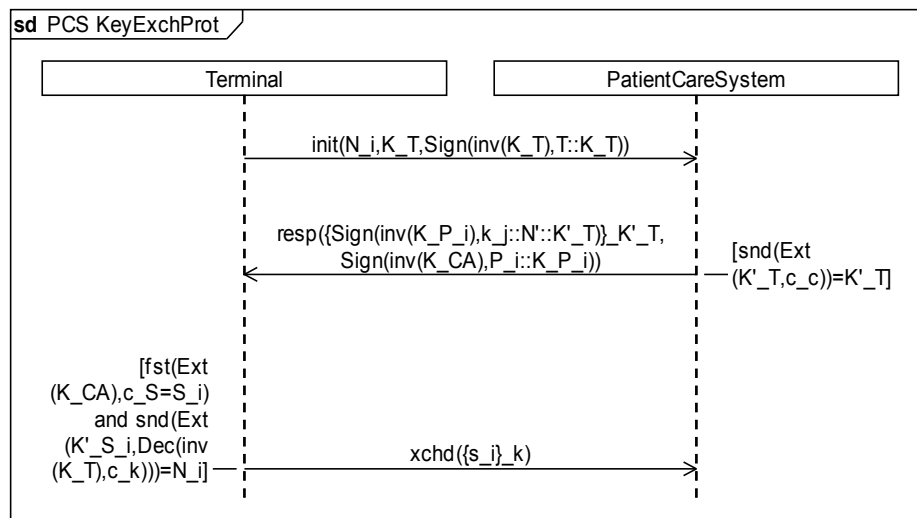 sd PCS KeyExchProt
Terminal
PatientCareSystem
init(N_i,K_T,Sign(inv(K_T),T::K_T))
resp({Sign(inv(K_P_i),k_j::N'::K'_T)}_K'_T,
Sign(inv(K_CA),P_i::K_P_i))
[snd(Ext
(K'_T,c_c))=K'_T]
[fst(Ext
(K_CA),c_S=S_i)
and snd(Ext
(K'_S_i,Dec(inv
(K_T),c_k)))=N_i]
xchd({s_i}_k)